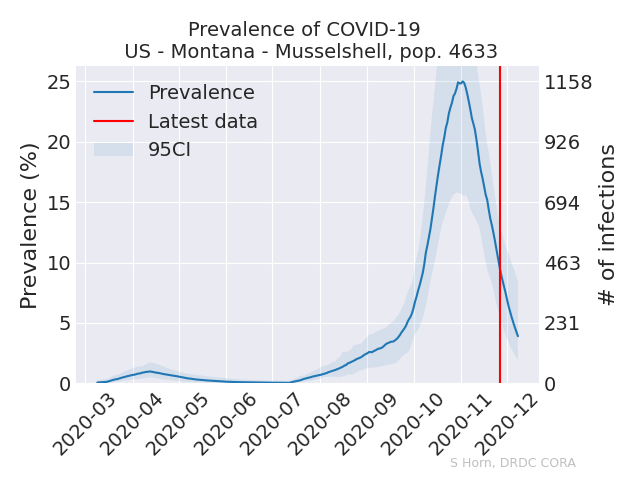 Prevalence of COVID-19
US - Montana - Musselshell, pop. 4633
Prevalence
Latest data
95CI
Prevalence (%)
25
20
15
10
5
0
1158
926
694
463
231
0
# of infections
2020-03
2020-04
2020-05
2020-06
2020-07
2020-08
2020-09
2020-10
2020-11
2020-12
S Horn, DRDC CORA